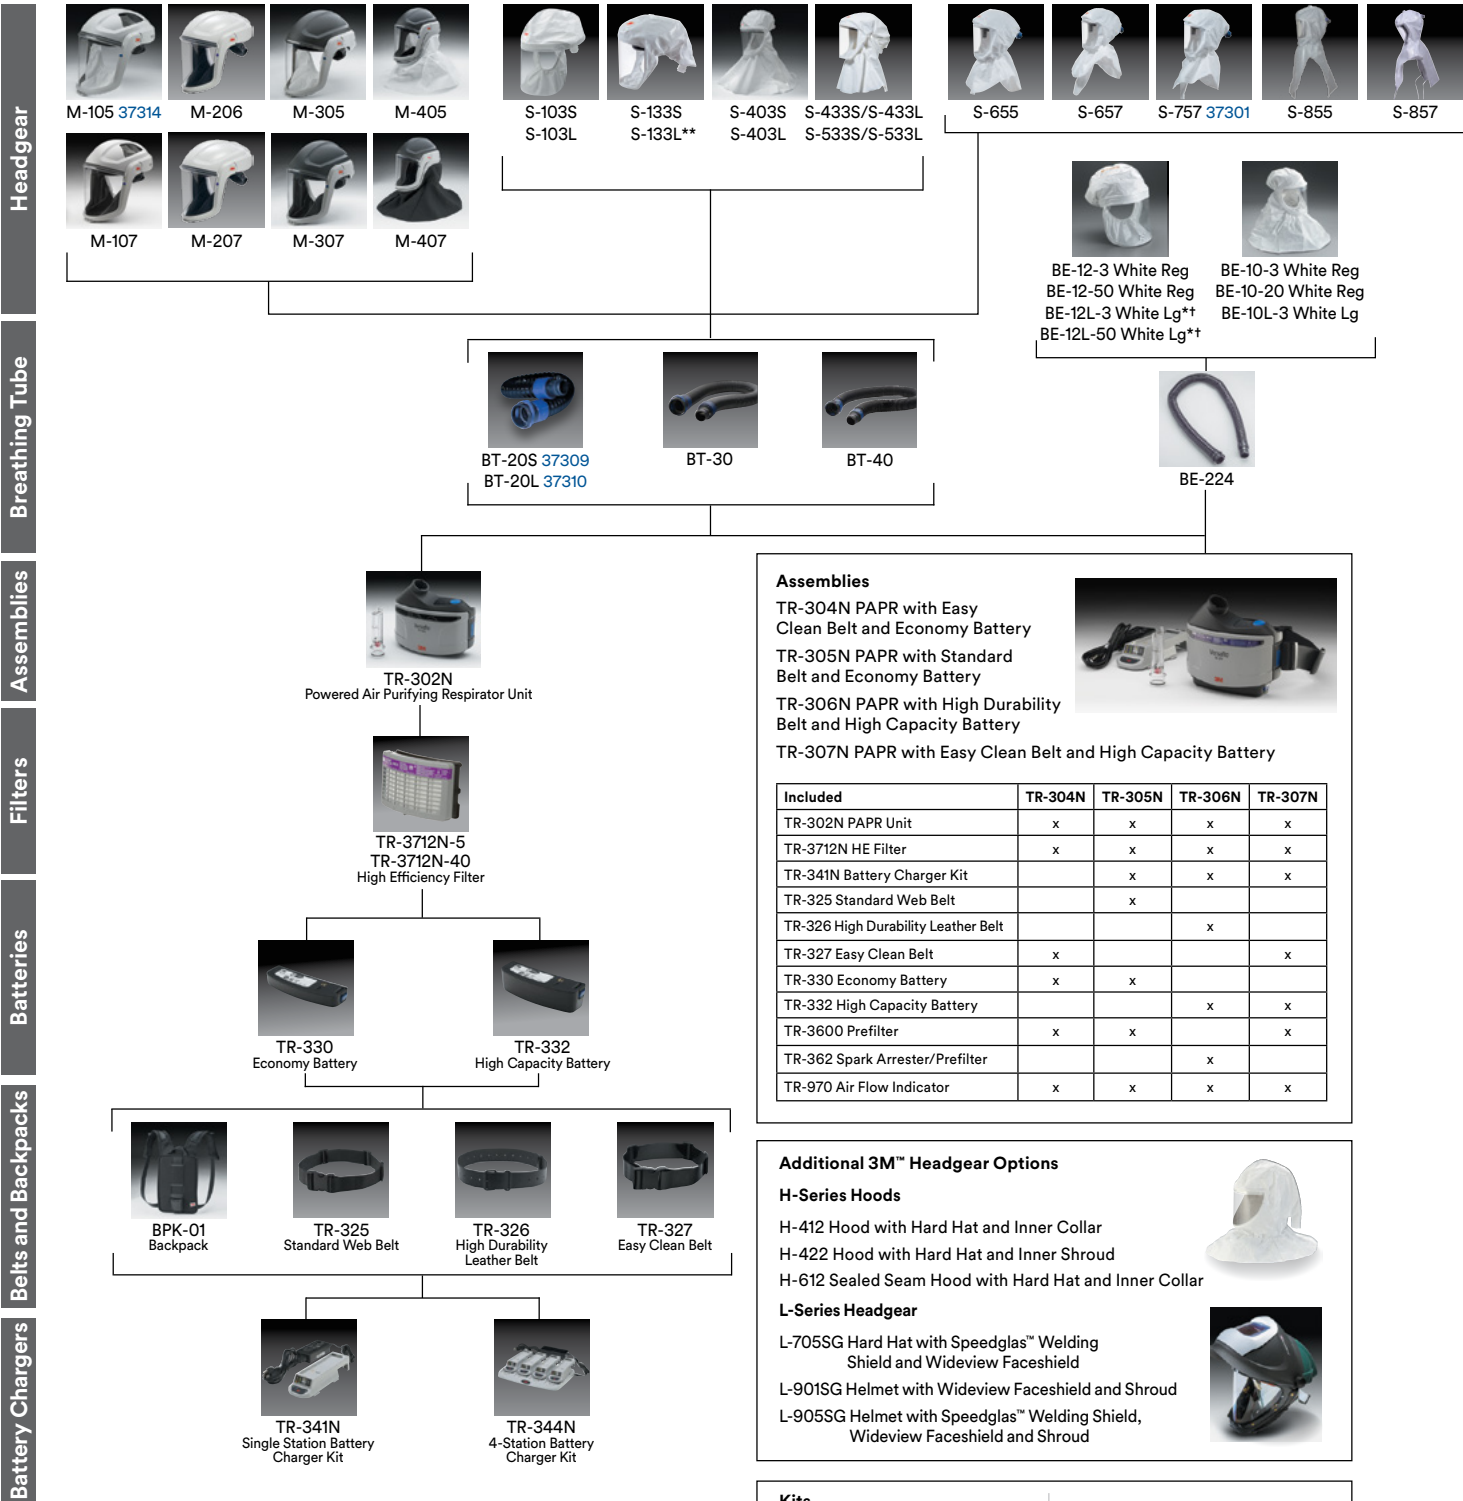 Headgear
M-105 37314
M-206
M-305
M-405
M-107
M-207
M-307
M-407
S-103S
S-103L
S-133S
S-133L**
S-403S
S-403L
S-433S/S-433L
S-533S/S-533L
S-655
S-657
S-757 37301
S-855
S-857
BE-12-3 White Reg
BE-12-50 White Reg
BE-12L-3 White Lg*†
BE-12L-50 White Lg*†
BE-10-3 White Reg
BE-10-20 White Reg
BE-10L-3 White Lg
Breathing Tube
BT-20S 37309
BT-20L 37310
BT-30
BT-40
BE-224
Assemblies
TR-302N
Powered Air Purifying Respirator Unit
Filters
TR-3712N-5
TR-3712N-40
High Efficiency Filter
Batteries
TR-330
Economy Battery
TR-332
High Capacity Battery
Belts and Backpacks
BPK-01
Backpack
TR-325
Standard Web Belt
TR-326
High Durability
Leather Belt
TR-327
Easy Clean Belt
Battery Chargers
TR-341N
Single Station Battery
Charger Kit
TR-344N
4-Station Battery
Charger Kit
Assemblies
TR-304N PAPR with Easy
Clean Belt and Economy Battery
TR-305N PAPR with Standard
Belt and Economy Battery
TR-306N PAPR with High Durability
Belt and High Capacity Battery
TR-307N PAPR with Easy Clean Belt and High Capacity Battery
Included TR-304N TR-305N TR-306N TR-307N
TR-302N PAPR Unit x x x x
TR-3712N HE Filter x x x x
TR-341N Battery Charger Kit x x x
TR-325 Standard Web Belt x
TR-326 High Durability Leather Belt x
TR-327 Easy Clean Belt x x
TR-330 Economy Battery x x
TR-332 High Capacity Battery x x
TR-3600 Prefilter x x x
TR-362 Spark Arrester/Prefilter x
TR-970 Air Flow Indicator x x x x
Additional 3M™ Headgear Options
H-Series Hoods
H-412 Hood with Hard Hat and Inner Collar
H-422 Hood with Hard Hat and Inner Shroud
H-612 Sealed Seam Hood with Hard Hat and Inner Collar
L-Series Headgear
L-705SG Hard Hat with Speedglas™ Welding
Shield and Wideview Faceshield
L-901SG Helmet with Wideview Faceshield and Shroud
L-905SG Helmet with Speedglas™ Welding Shield,
Wideview Faceshield and Shroud
Kits